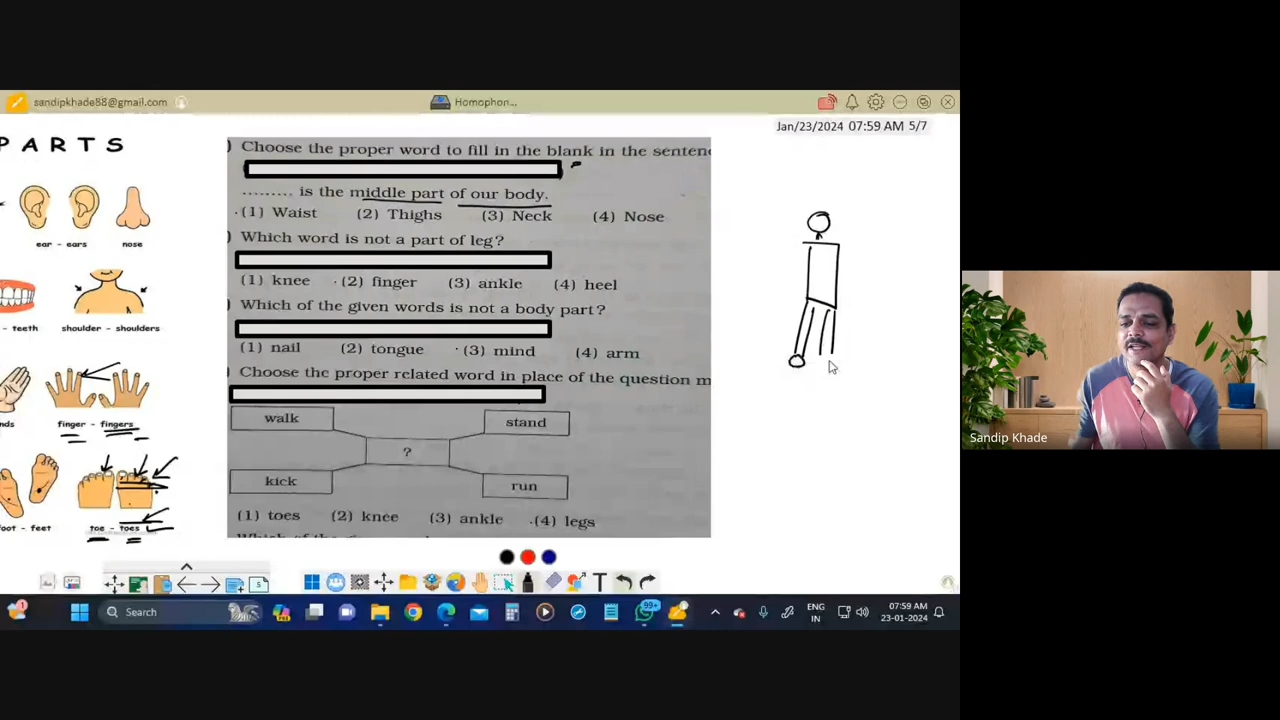 sandipkhade88@gmail.com
Homophon...
Jan/23/2024 07:59 AM 5/7
PARTS
ear - ears
nose
- teeth
shoulder - shoulders
finger - fingers
foot - feet
toe - toes
Choose the proper word to fill in the blank in the senten
......... is the middle part of our body.
(1) Waist (2) Thighs (3) Neck (4) Nose
Which word is not a part of leg?
(1) knee (2) finger (3) ankle (4) heel
Which of the given words is not a body part?
(1) nail (2) tongue (3) mind (4) arm
Choose the proper related word in place of the question m
walk
stand
?
kick
run
(1) toes (2) knee (3) ankle (4) legs
Sandip Khade
5
T
Search
99+
ENG
IN
07:59 AM
23-01-2024